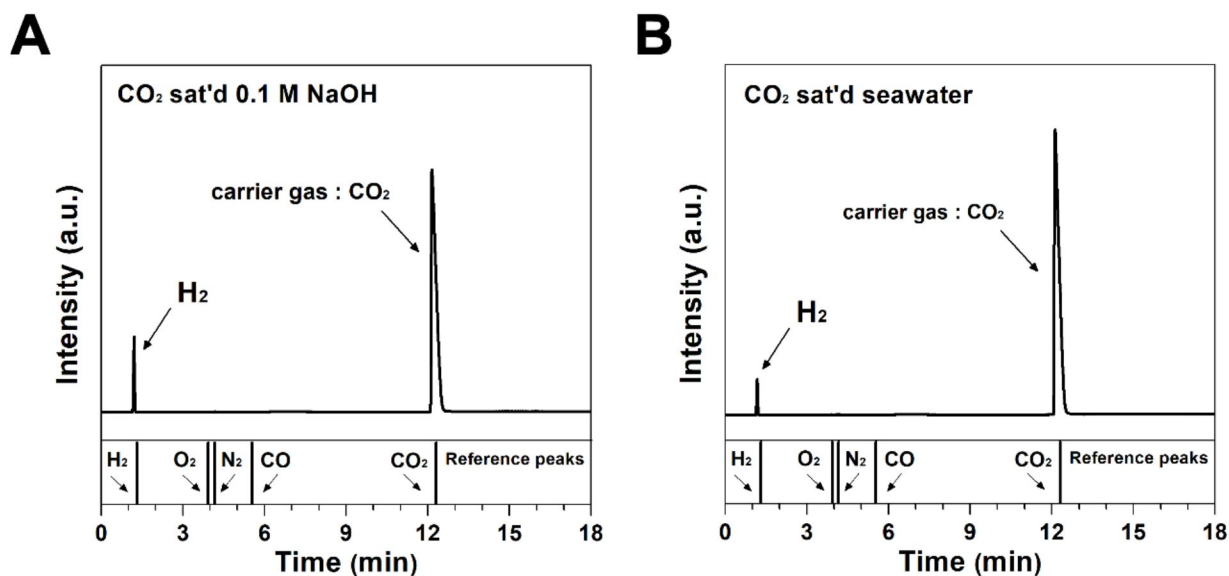 A
CO₂ sat'd 0.1 M NaOH
carrier gas : CO₂
H₂
Intensity (a.u.)
H₂ O₂ N₂ CO CO₂ Reference peaks
0 3 6 9 12 15 18
Time (min)
B
CO₂ sat'd seawater
carrier gas : CO₂
H₂
Intensity (a.u.)
H₂ O₂ N₂ CO CO₂ Reference peaks
0 3 6 9 12 15 18
Time (min)